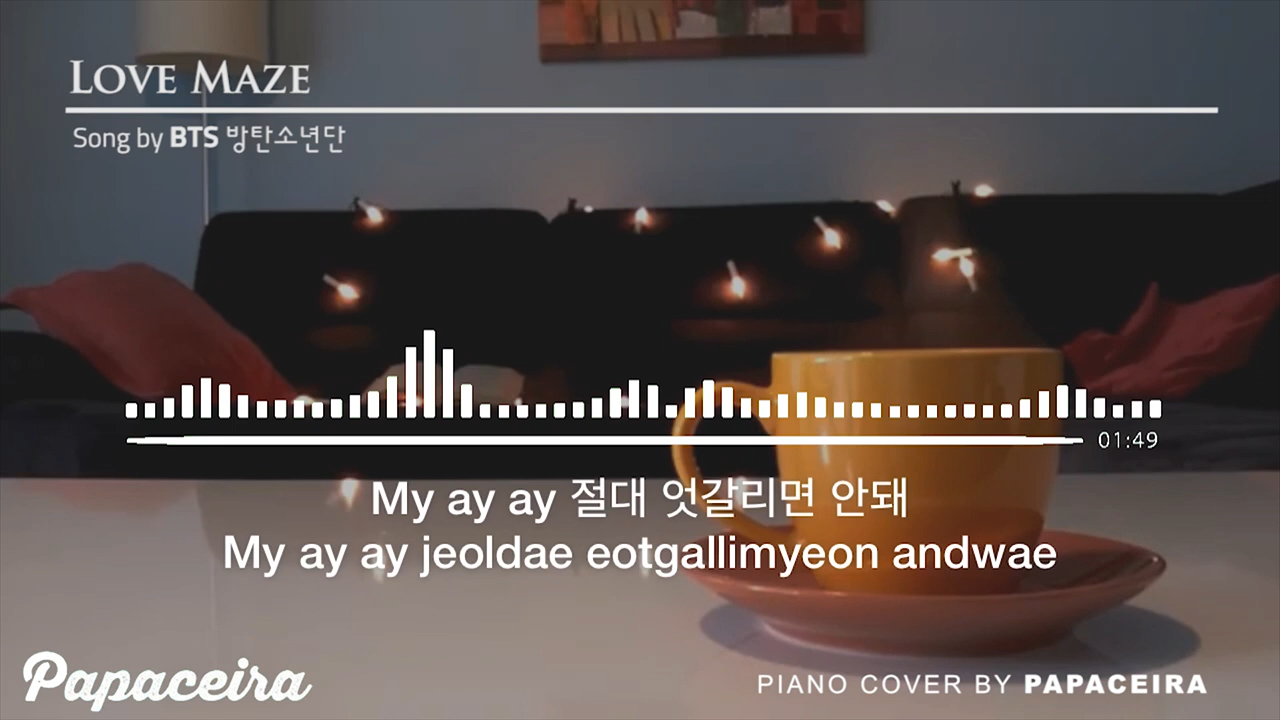 LOVE MAZE
Song by BTS 방탄소년단
01:49
My ay ay 절대 엇갈리면 안돼
My ay ay jeoldae eotgallimyeon andwae
Papaceira
PIANO COVER BY PAPACEIRA